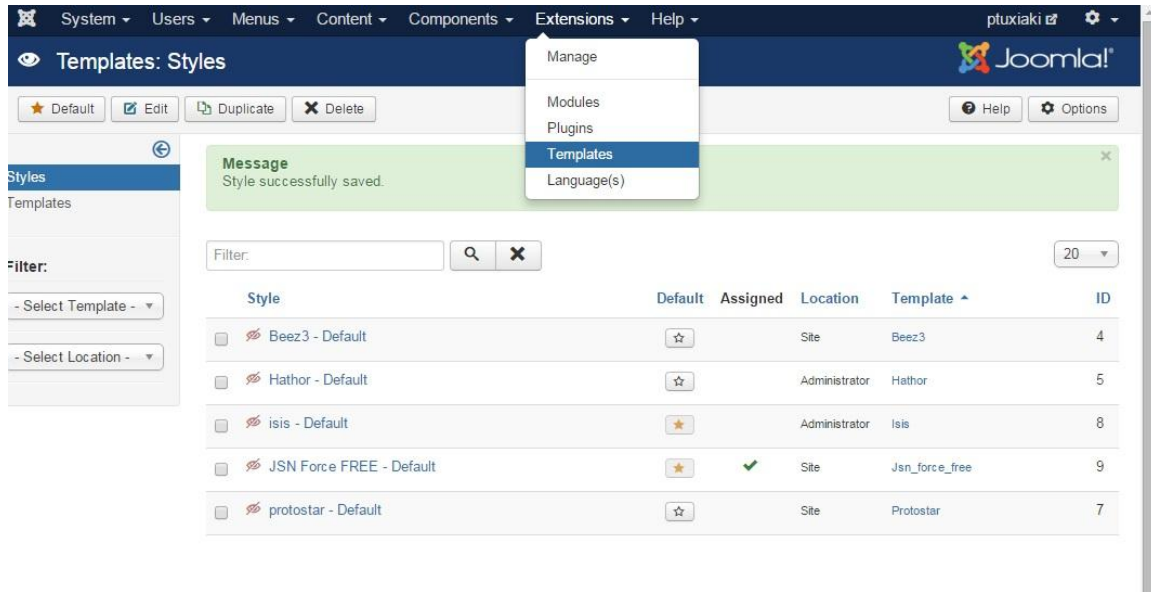 System Users Menus Content Components Extensions Help ptuxiaki
Templates: Styles
Joomla!
Manage
Modules
Plugins
Templates
Language(s)
Default Edit Duplicate Delete Help Options
Styles
Templates
Message
Style successfully saved.
Filter:
- Select Template -
- Select Location -
Filter:
20
Style Default Assigned Location Template ID
Beez3 - Default Site Beez3 4
Hathor - Default Administrator Hathor 5
isis - Default Administrator Isis 8
JSN Force FREE - Default Site Jsn_force_free 9
protostar - Default Site Protostar 7